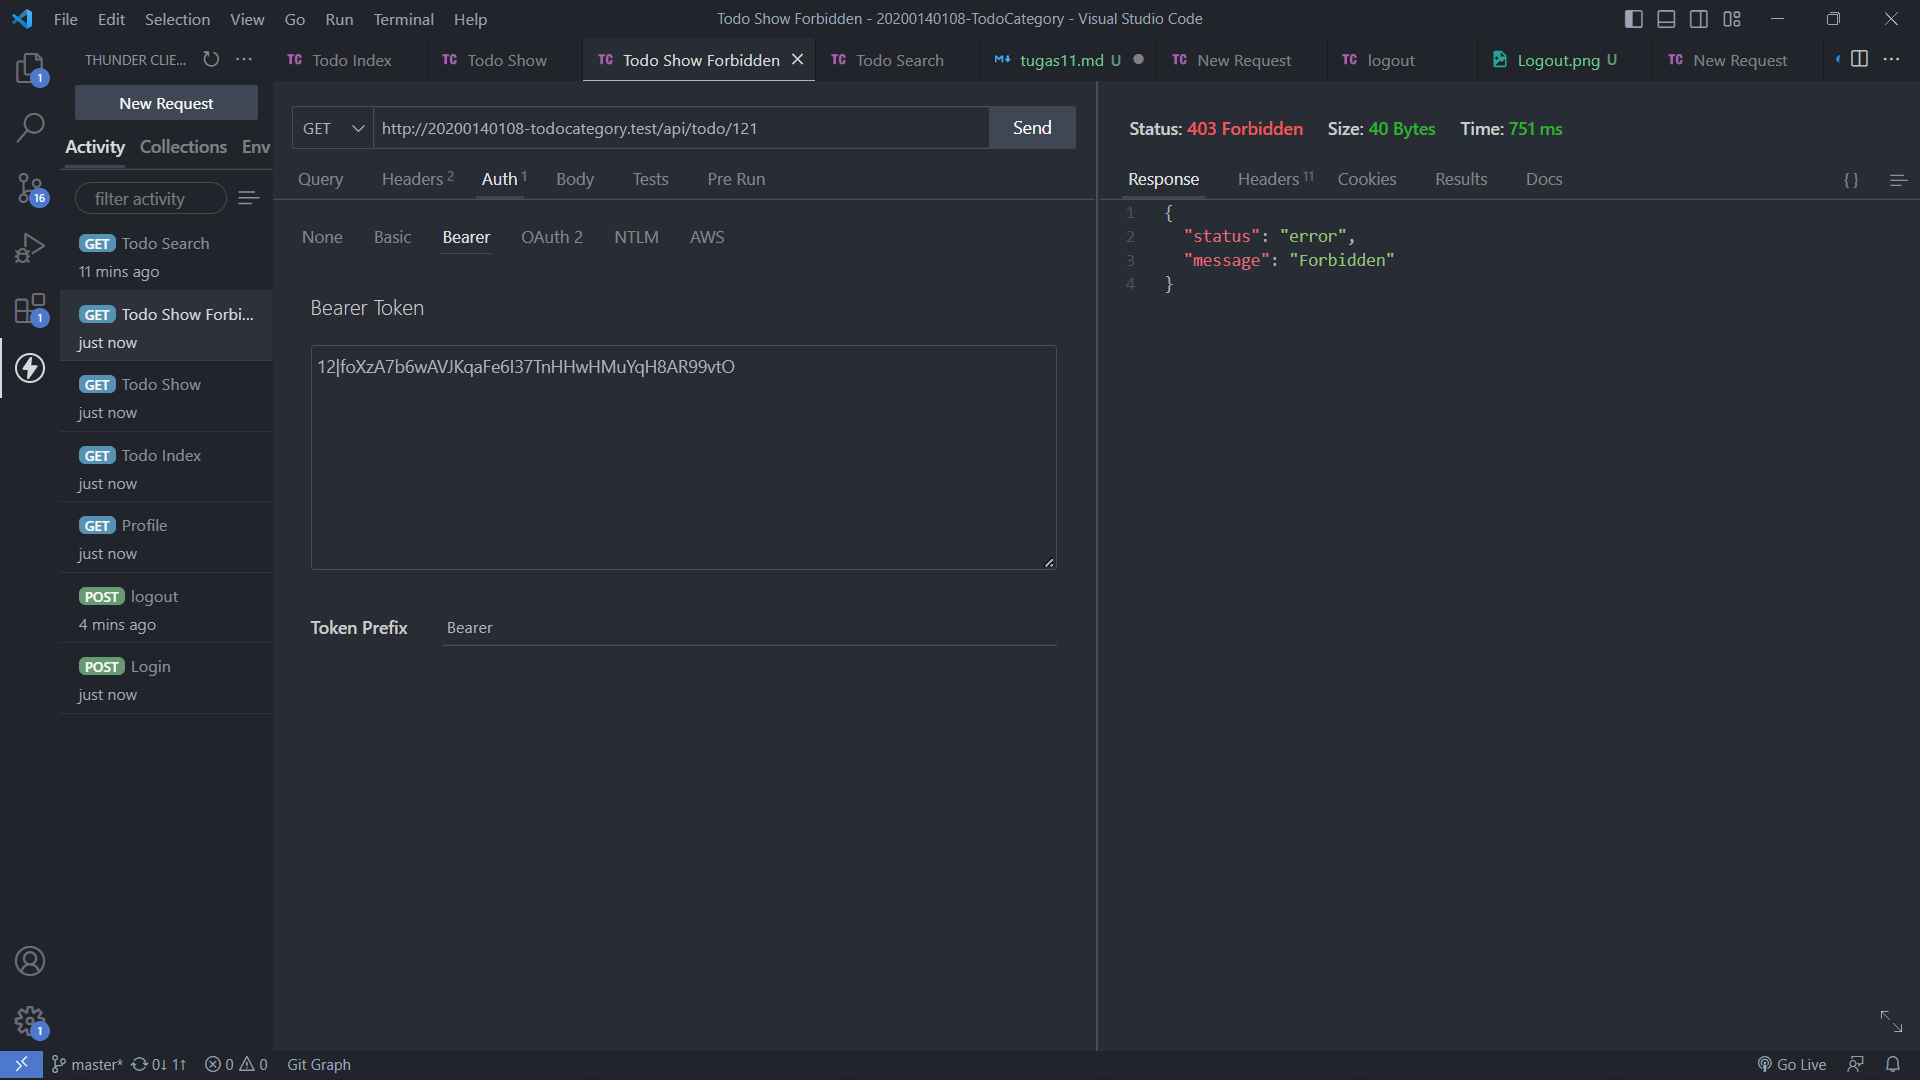 File Edit Selection View Go Run Terminal Help
Todo Show Forbidden - 20200140108-TodoCategory - Visual Studio Code
THUNDER CLIE...
TC Todo Index
TC Todo Show
TC Todo Show Forbidden
TC Todo Search
tugas11.md U
TC New Request
TC logout
Logout.png U
TC New Request
1
16
1
1
New Request
Activity Collections Env
filter activity
GET Todo Search
11 mins ago
GET Todo Show Forbi...
just now
GET Todo Show
just now
GET Todo Index
just now
GET Profile
just now
POST logout
4 mins ago
POST Login
just now
GET http://20200140108-todocategory.test/api/todo/121 Send
Query Headers 2 Auth 1 Body Tests Pre Run
None Basic Bearer OAuth 2 NTLM AWS
Bearer Token
12|foXzA7b6wAVJKqaFe6I37TnHHwHMuYqH8AR99vtO
Token Prefix Bearer
Status: 403 Forbidden Size: 40 Bytes Time: 751 ms
Response Headers 11 Cookies Results Docs { }
1 {
2 "status": "error",
3 "message": "Forbidden"
4 }
master* 0↓ 1↑ 0 0 Git Graph
Go Live